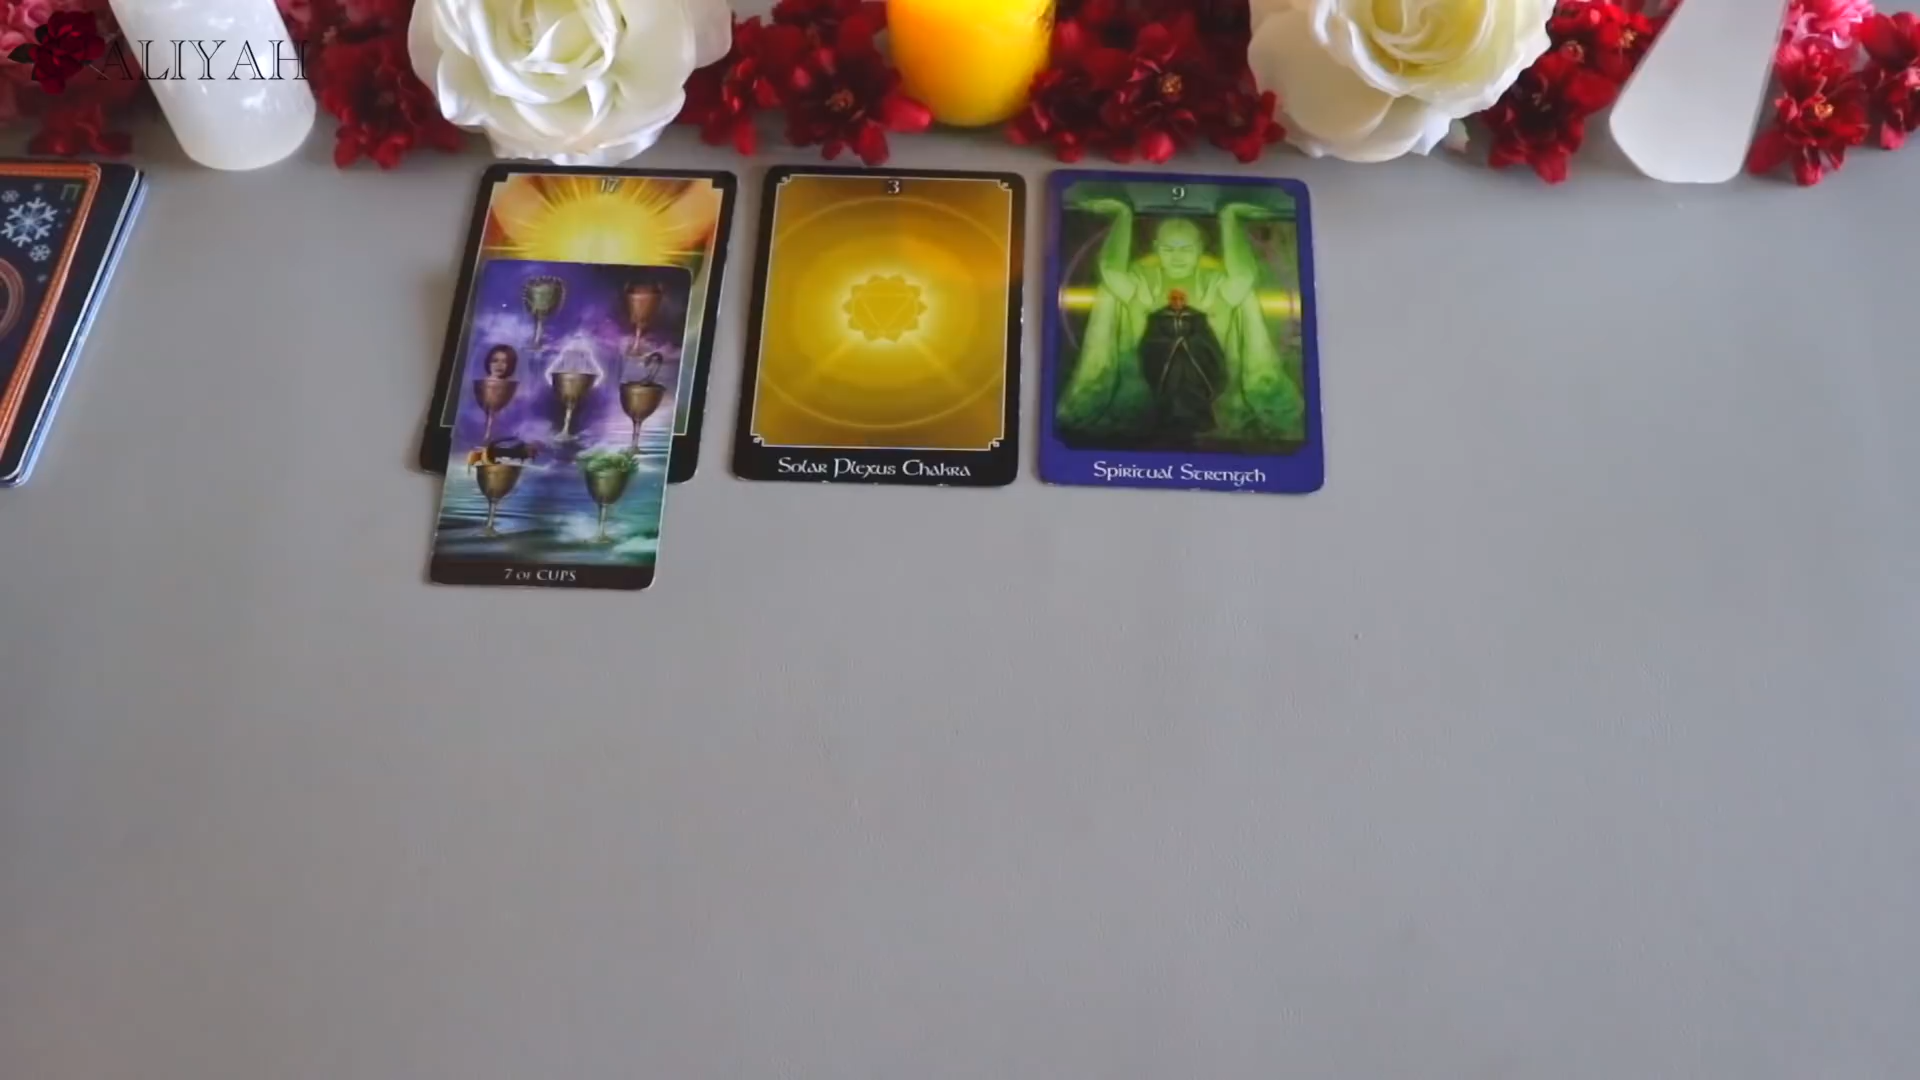 ALIYAH
17
3
9
Solar Plexus Chakra
Spiritual Strength
7 OF CUPS